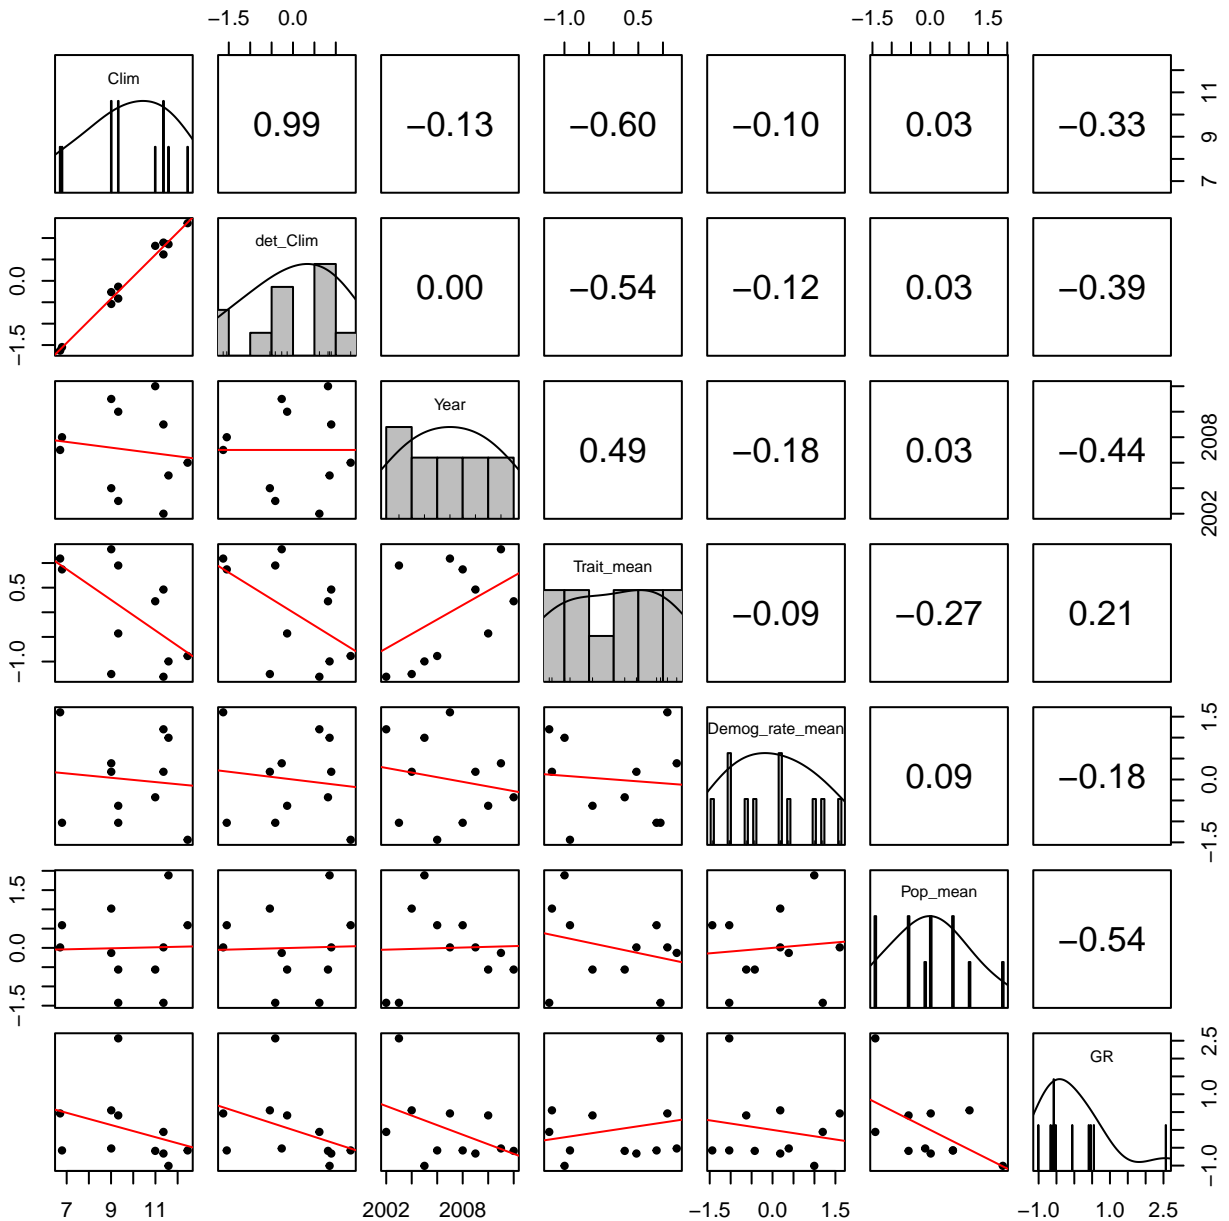 −1.5 0.0 −1.0 0.5 −1.5 0.0 1.5
Clim 0.99 −0.13 −0.60 −0.10 0.03 −0.33 7 9 11
−1.5 0.0 det_Clim 0.00 −0.54 −0.12 0.03 −0.39
Year 0.49 −0.18 0.03 −0.44 2002 2008
−1.0 0.5 Trait_mean −0.09 −0.27 0.21
Demog_rate_mean 0.09 −0.18 −1.5 0.0 1.5
−1.5 0.0 1.5 Pop_mean −0.54
GR −1.0 1.0 2.5
7 9 11 2002 2008 −1.5 0.0 1.5 −1.0 1.0 2.5